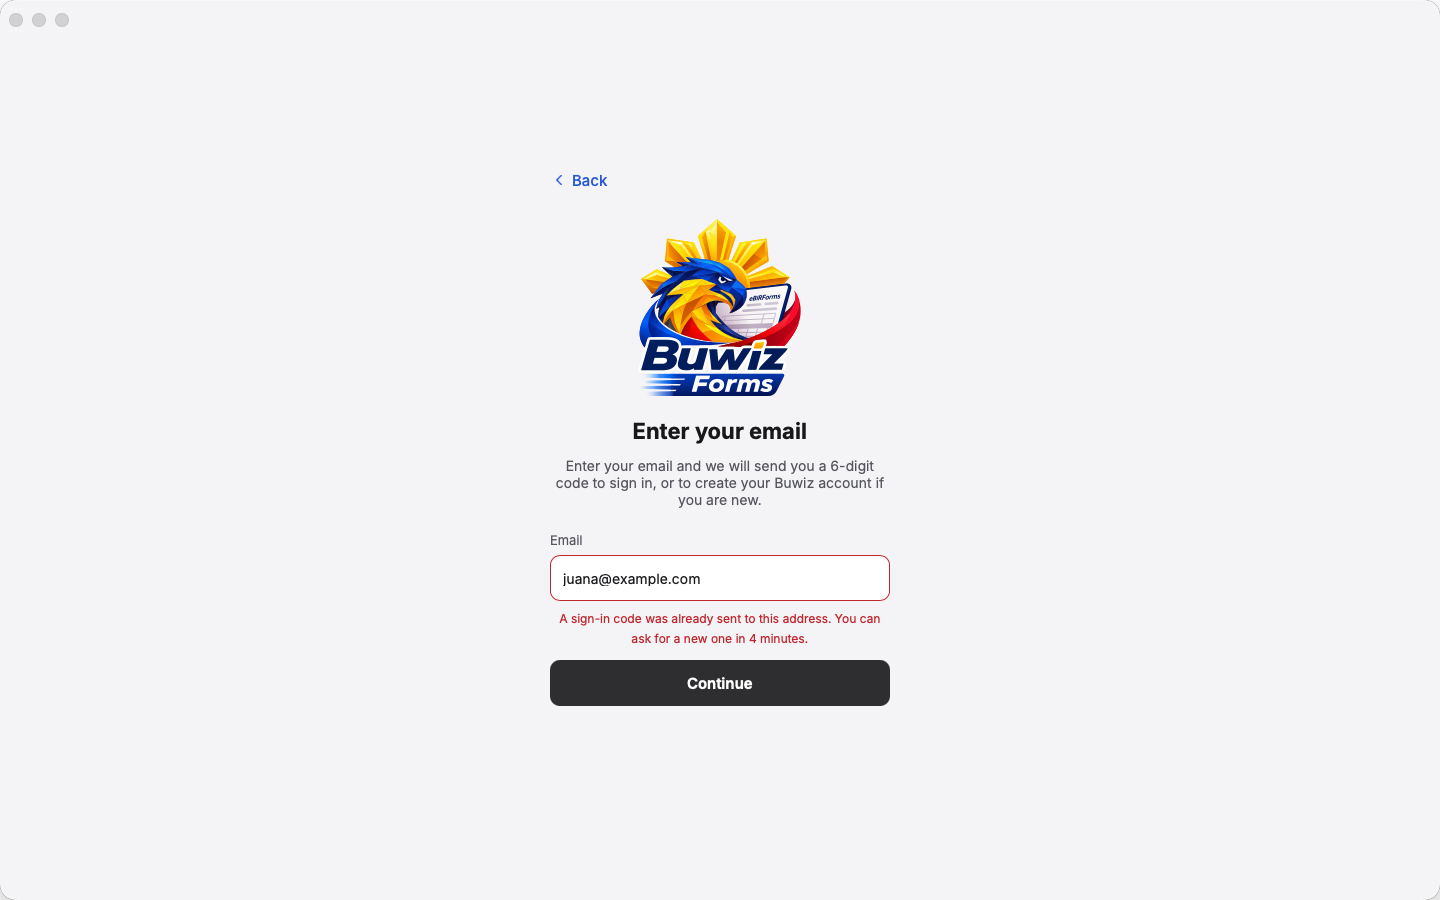 Back
eBIRForms
Buwiz
Forms
Enter your email
Enter your email and we will send you a 6-digit
code to sign in, or to create your Buwiz account if
you are new.
Email
juana@example.com
A sign-in code was already sent to this address. You can
ask for a new one in 4 minutes.
Continue